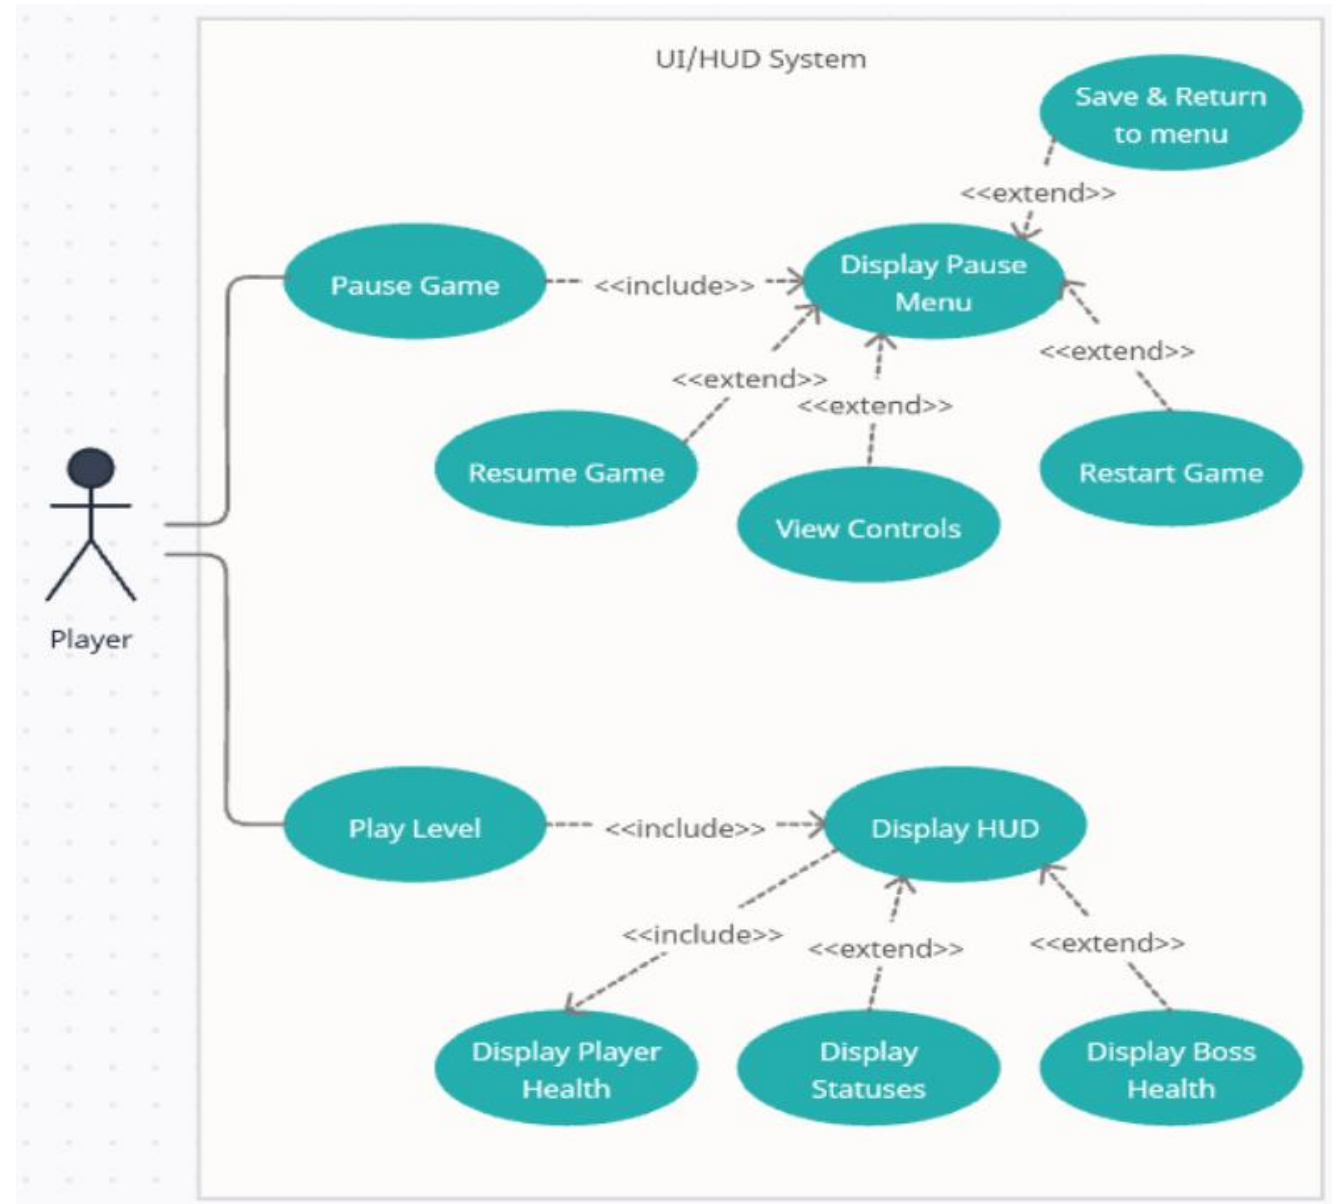 UI/HUD System
Save & Return
to menu
<<extend>>
Pause Game
<<include>>
Display Pause
Menu
<<extend>>
<<extend>>
<<extend>>
Resume Game
View Controls
Restart Game
Player
Play Level
<<include>>
Display HUD
<<include>>
<<extend>>
<<extend>>
Display Player
Health
Display
Statuses
Display Boss
Health